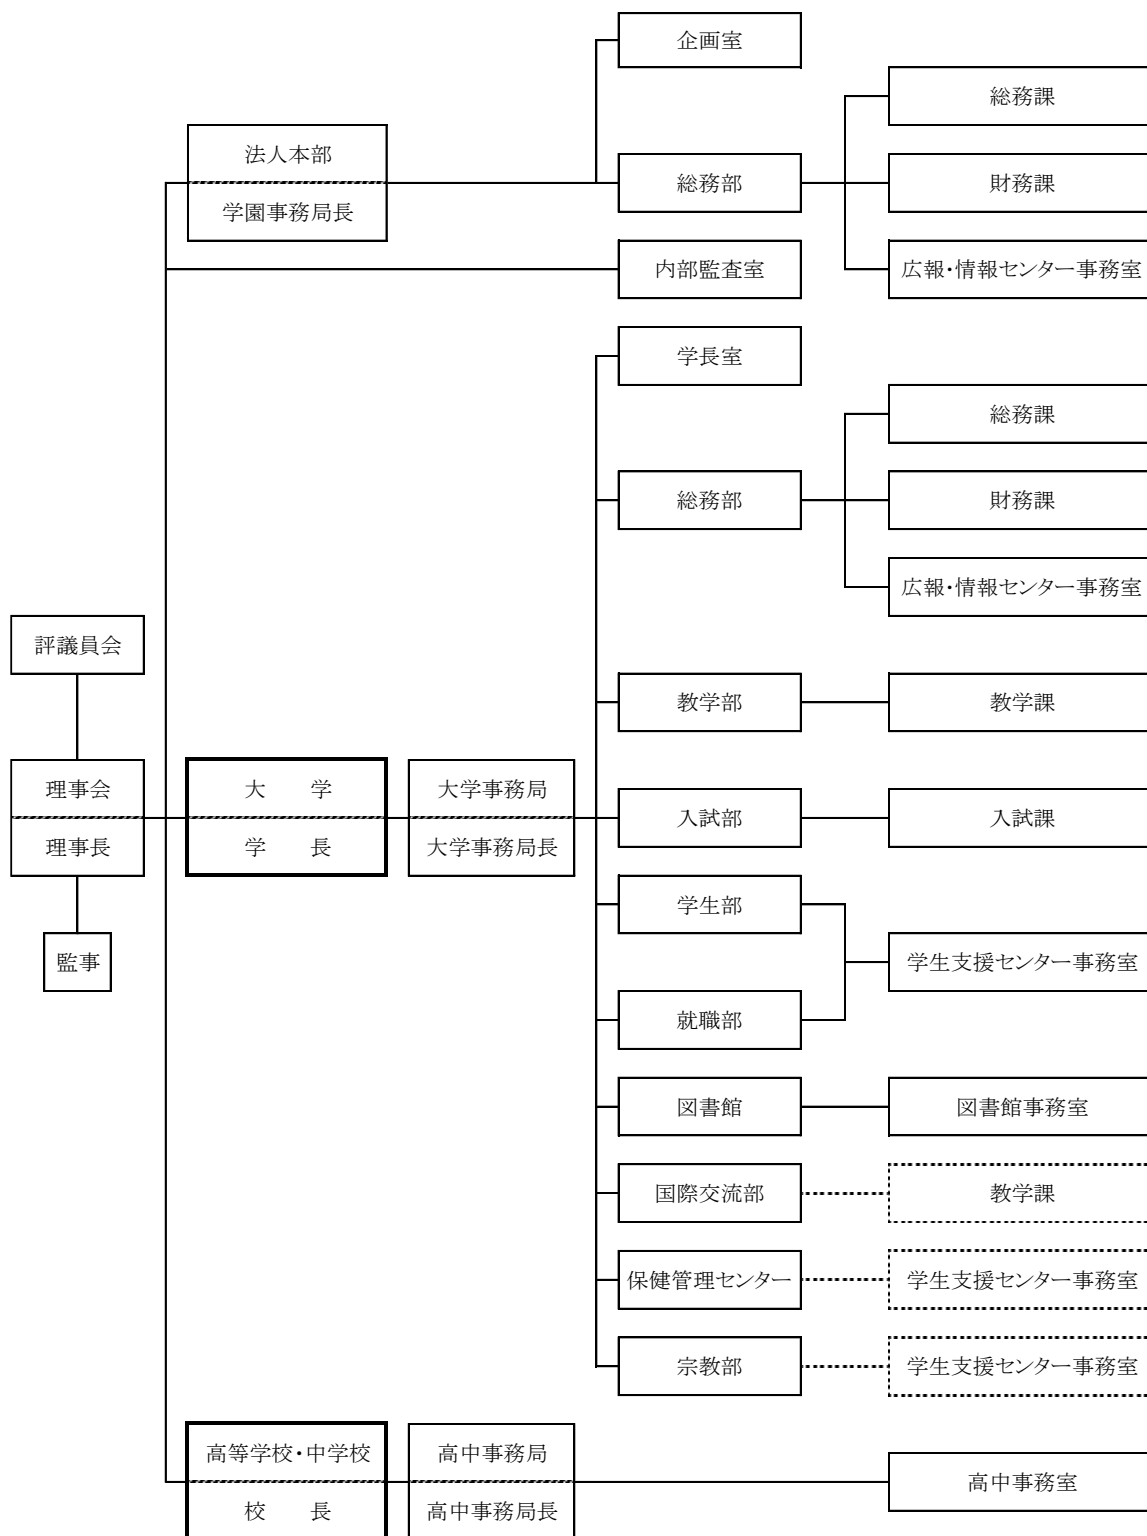 企画室
総務課
法人本部
学園事務局長
総務部
財務課
内部監査室
広報・情報センター事務室
学長室
総務課
総務部
財務課
広報・情報センター事務室
評議員会
教学部
教学課
理事会
理事長
大　　学
学　　長
大学事務局
大学事務局長
入試部
入試課
学生部
監事
学生支援センター事務室
就職部
図書館
図書館事務室
国際交流部
教学課
保健管理センター
学生支援センター事務室
宗教部
学生支援センター事務室
高等学校・中学校
校　　長
高中事務局
高中事務局長
高中事務室